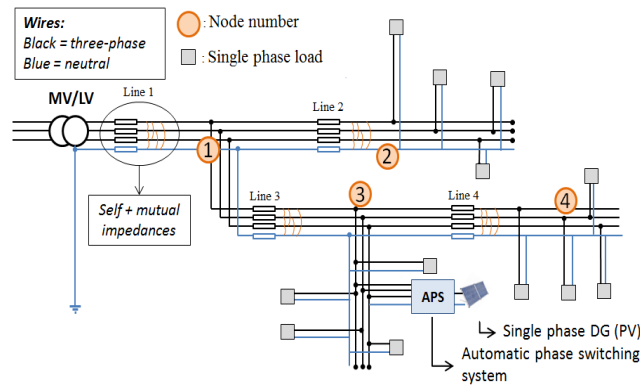 Wires:
Black = three-phase
Blue = neutral
: Node number
: Single phase load
MV/LV
Line 1
Line 2
1
2
Self + mutual
impedances
Line 3
3
Line 4
4
APS
Single phase DG (PV)
Automatic phase switching
system